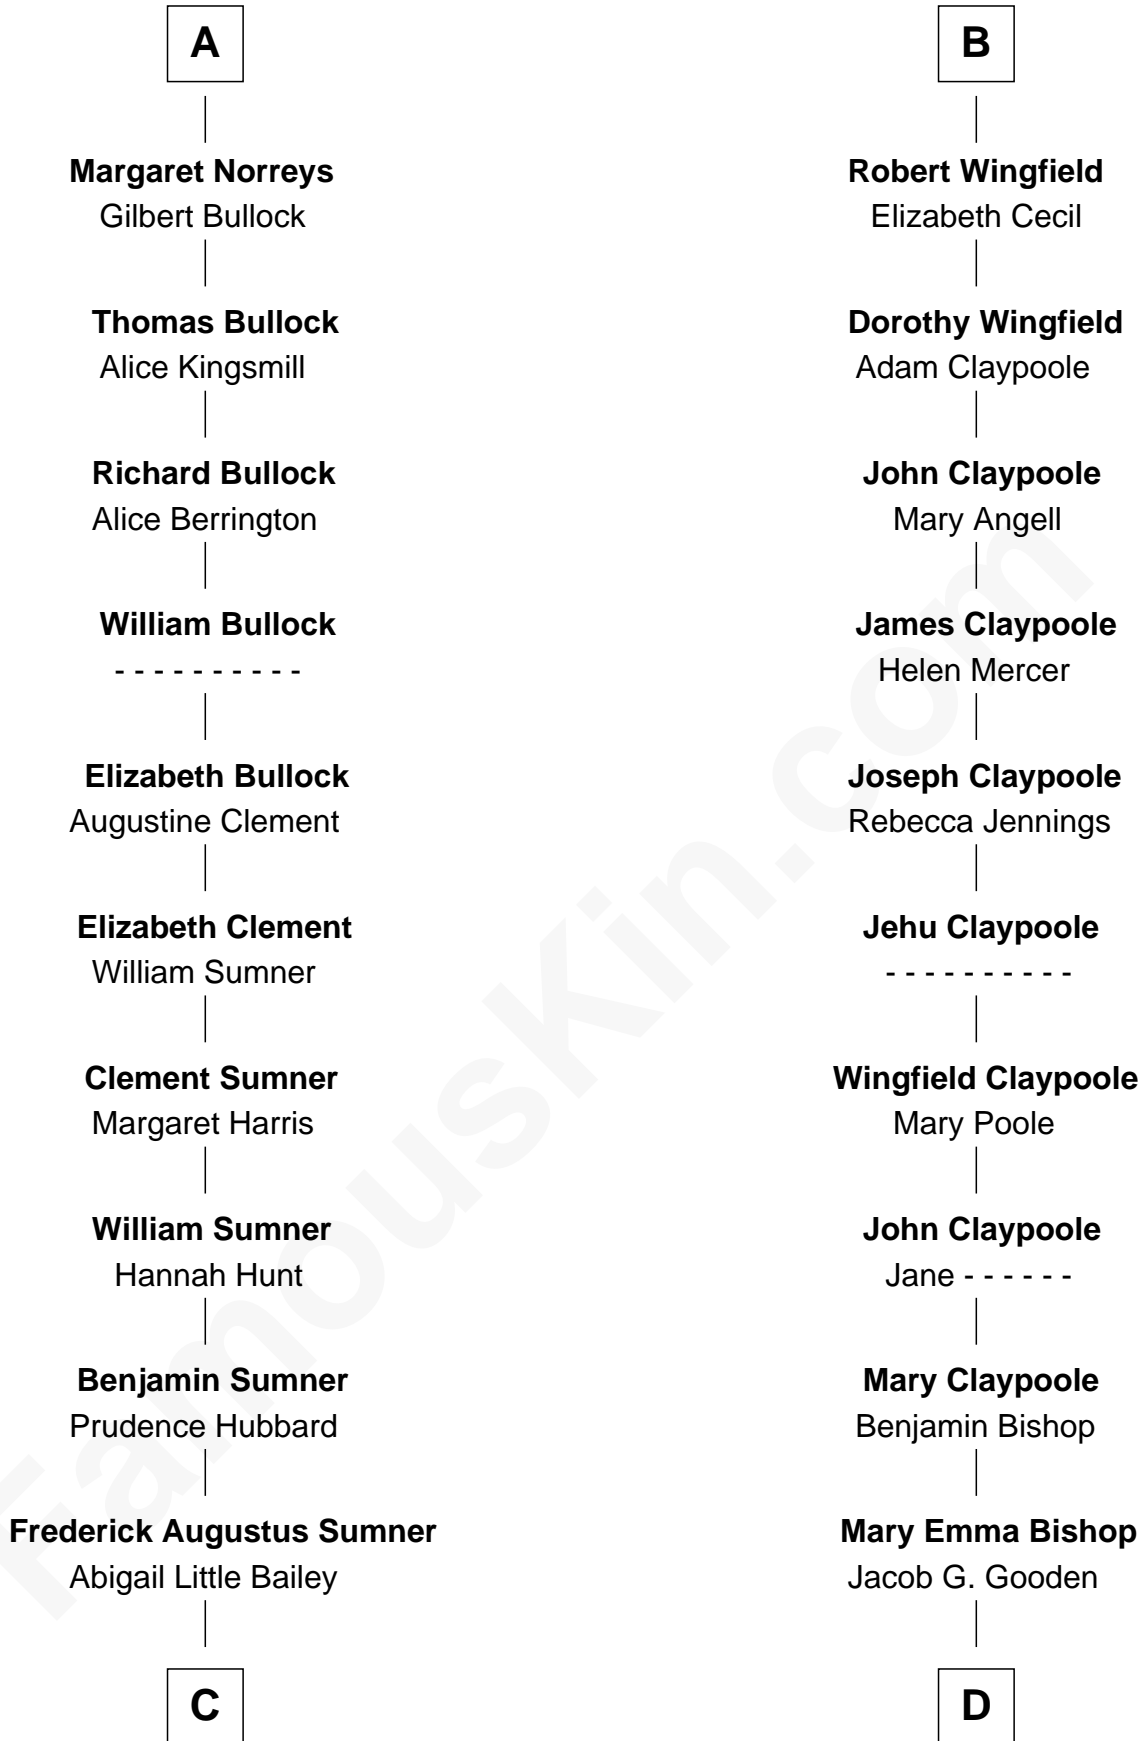 A
Margaret Norreys
Gilbert Bullock
Thomas Bullock
Alice Kingsmill
Richard Bullock
Alice Berrington
William Bullock
- - - - - - - - - -
Elizabeth Bullock
Augustine Clement
Elizabeth Clement
William Sumner
Clement Sumner
Margaret Harris
William Sumner
Hannah Hunt
Benjamin Sumner
Prudence Hubbard
Frederick Augustus Sumner
Abigail Little Bailey
C
B
Robert Wingfield
Elizabeth Cecil
Dorothy Wingfield
Adam Claypoole
John Claypoole
Mary Angell
James Claypoole
Helen Mercer
Joseph Claypoole
Rebecca Jennings
Jehu Claypoole
- - - - - - - - - -
Wingfield Claypoole
Mary Poole
John Claypoole
Jane - - - - - -
Mary Claypoole
Benjamin Bishop
Mary Emma Bishop
Jacob G. Gooden
D
FamousKin.com